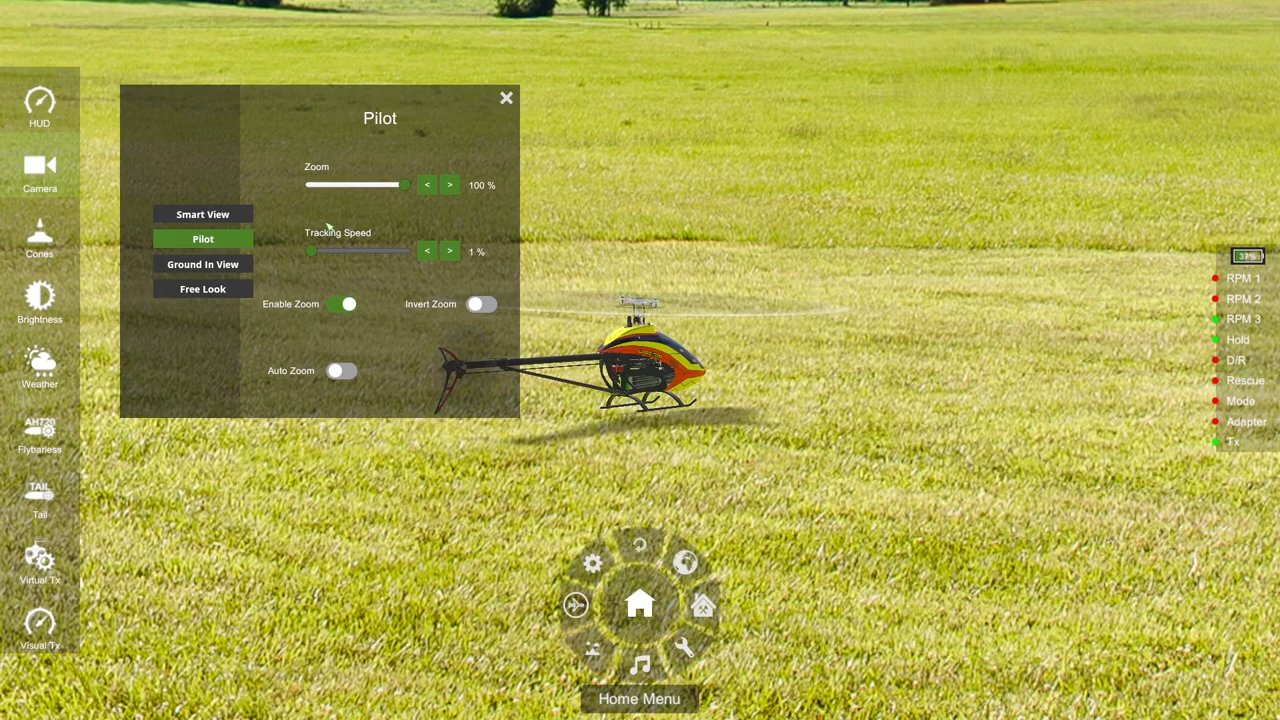 HUD
Camera
Cones
Brightness
Weather
AH720
Flybarless
TAIL
Tail
Virtual Tx
Visual Tx
Pilot
Smart View
Pilot
Ground In View
Free Look
Zoom
< > 100 %
Tracking Speed
< > 1 %
Enable Zoom
Invert Zoom
Auto Zoom
37%
RPM 1
RPM 2
RPM 3
Hold
D/R
Rescue
Mode
Adapter
Tx
Home Menu